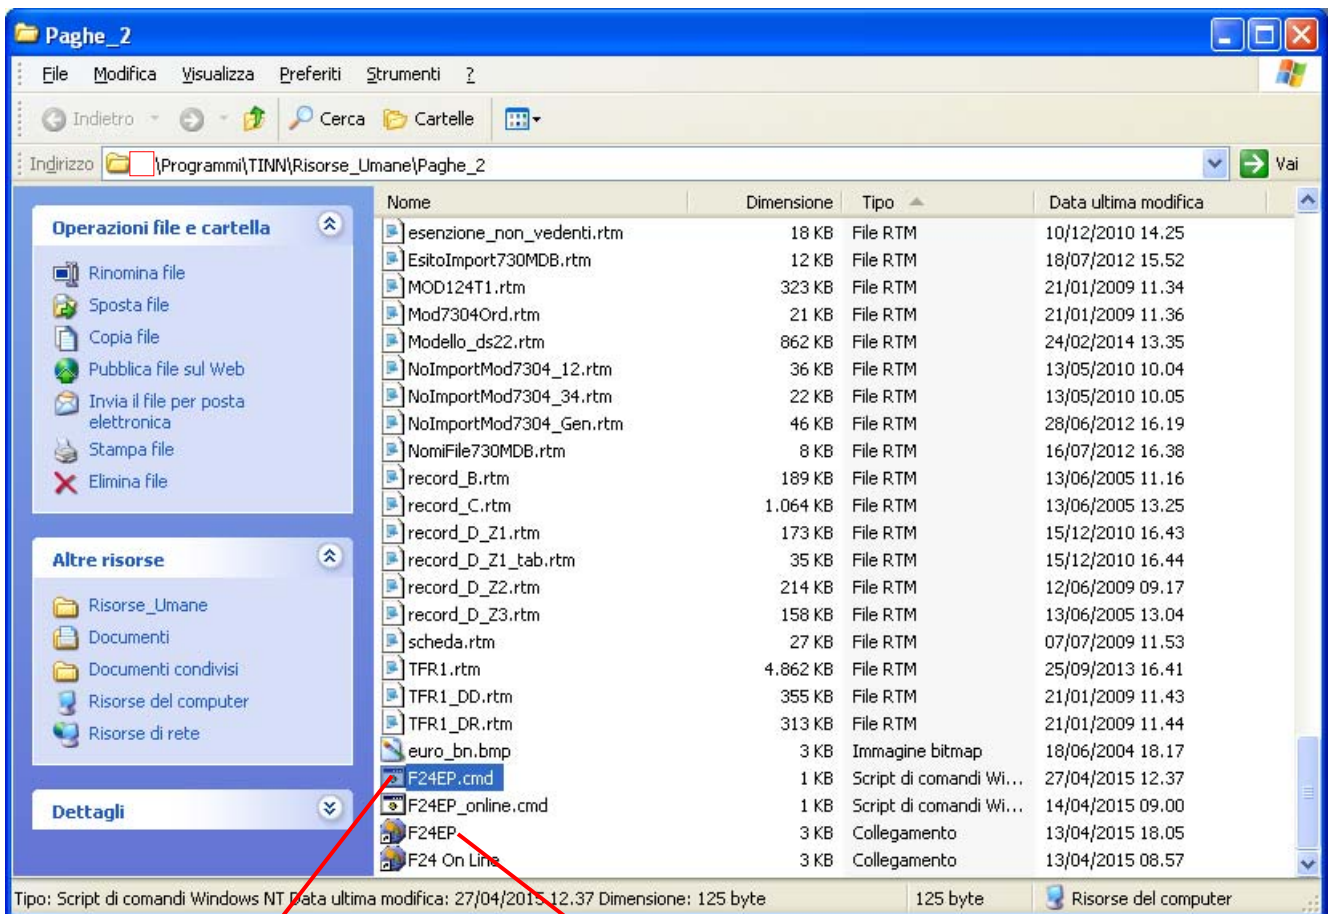 Paghe_2
File Modifica Visualizza Preferiti Strumenti ?
Indietro Cerca Cartelle
Indirizzo \Programmi\TINN\Risorse_Umane\Paghe_2 Vai
Operazioni file e cartella
Rinomina file
Sposta file
Copia file
Pubblica file sul Web
Invia il file per posta
elettronica
Stampa file
Elimina file
Altre risorse
Risorse_Umane
Documenti
Documenti condivisi
Risorse del computer
Risorse di rete
Dettagli
Nome Dimensione Tipo Data ultima modifica
esenzione_non_vedenti.rtm 18 KB File RTM 10/12/2010 14.25
EsitoImport730MDB.rtm 12 KB File RTM 18/07/2012 15.52
MOD124T1.rtm 323 KB File RTM 21/01/2009 11.34
Mod7304Ord.rtm 21 KB File RTM 21/01/2009 11.36
Modello_ds22.rtm 862 KB File RTM 24/02/2014 13.35
NoImportMod7304_12.rtm 36 KB File RTM 13/05/2010 10.04
NoImportMod7304_34.rtm 22 KB File RTM 13/05/2010 10.05
NoImportMod7304_Gen.rtm 46 KB File RTM 28/06/2012 16.19
NomiFile730MDB.rtm 8 KB File RTM 16/07/2012 16.38
record_B.rtm 189 KB File RTM 13/06/2005 11.16
record_C.rtm 1.064 KB File RTM 13/06/2005 13.25
record_D_Z1.rtm 173 KB File RTM 15/12/2010 16.43
record_D_Z1_tab.rtm 35 KB File RTM 15/12/2010 16.44
record_D_Z2.rtm 214 KB File RTM 12/06/2009 09.17
record_D_Z3.rtm 158 KB File RTM 13/06/2005 13.04
scheda.rtm 27 KB File RTM 07/07/2009 11.53
TFR1.rtm 4.862 KB File RTM 25/09/2013 16.41
TFR1_DD.rtm 355 KB File RTM 21/01/2009 11.43
TFR1_DR.rtm 313 KB File RTM 21/01/2009 11.44
euro_bn.bmp 3 KB Immagine bitmap 18/06/2004 18.17
F24EP.cmd 1 KB Script di comandi Wi... 27/04/2015 12.37
F24EP_online.cmd 1 KB Script di comandi Wi... 14/04/2015 09.00
F24EP 3 KB Collegamento 13/04/2015 18.05
F24 On Line 3 KB Collegamento 13/04/2015 08.57
Tipo: Script di comandi Windows NT Data ultima modifica: 27/04/2015 12.37 Dimensione: 125 byte 125 byte Risorse del computer